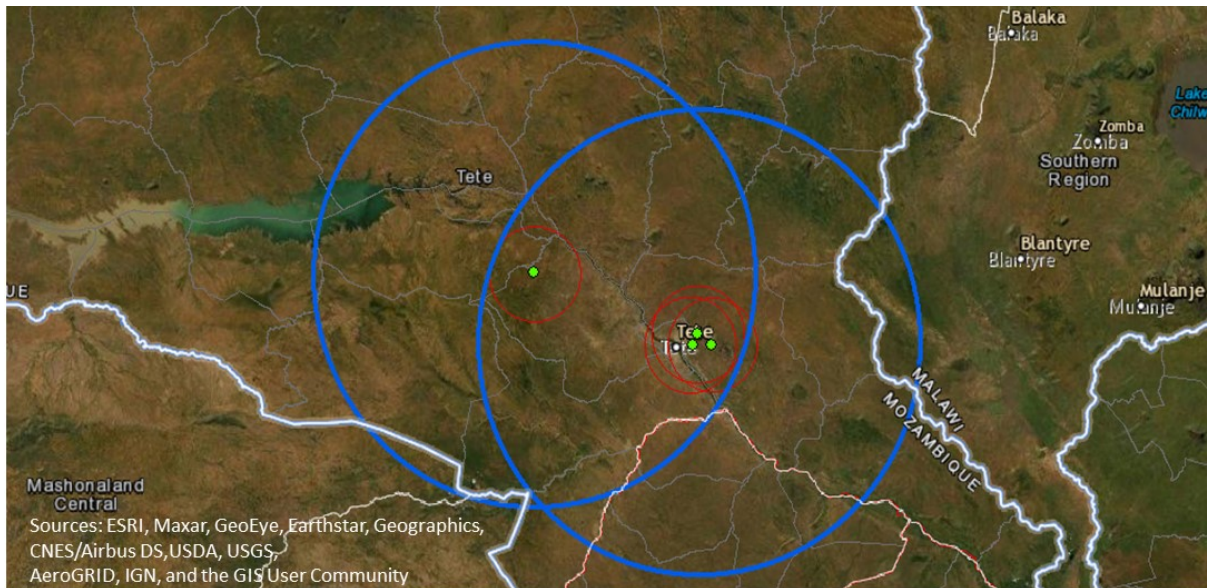 Balaka
Balaka
Lake
Chilw
Zomba
Zomba
Southern
Region
Tete
Blantyre
Blantyre
UE
Mulanje
Mulanje
Tete
Tete
MALAWI
MOZAMBIQUE
Mashonaland
Central
Sources: ESRI, Maxar, GeoEye, Earthstar, Geographics,
CNES/Airbus DS,USDA, USGS,
AeroGRID, IGN, and the GIS User Community